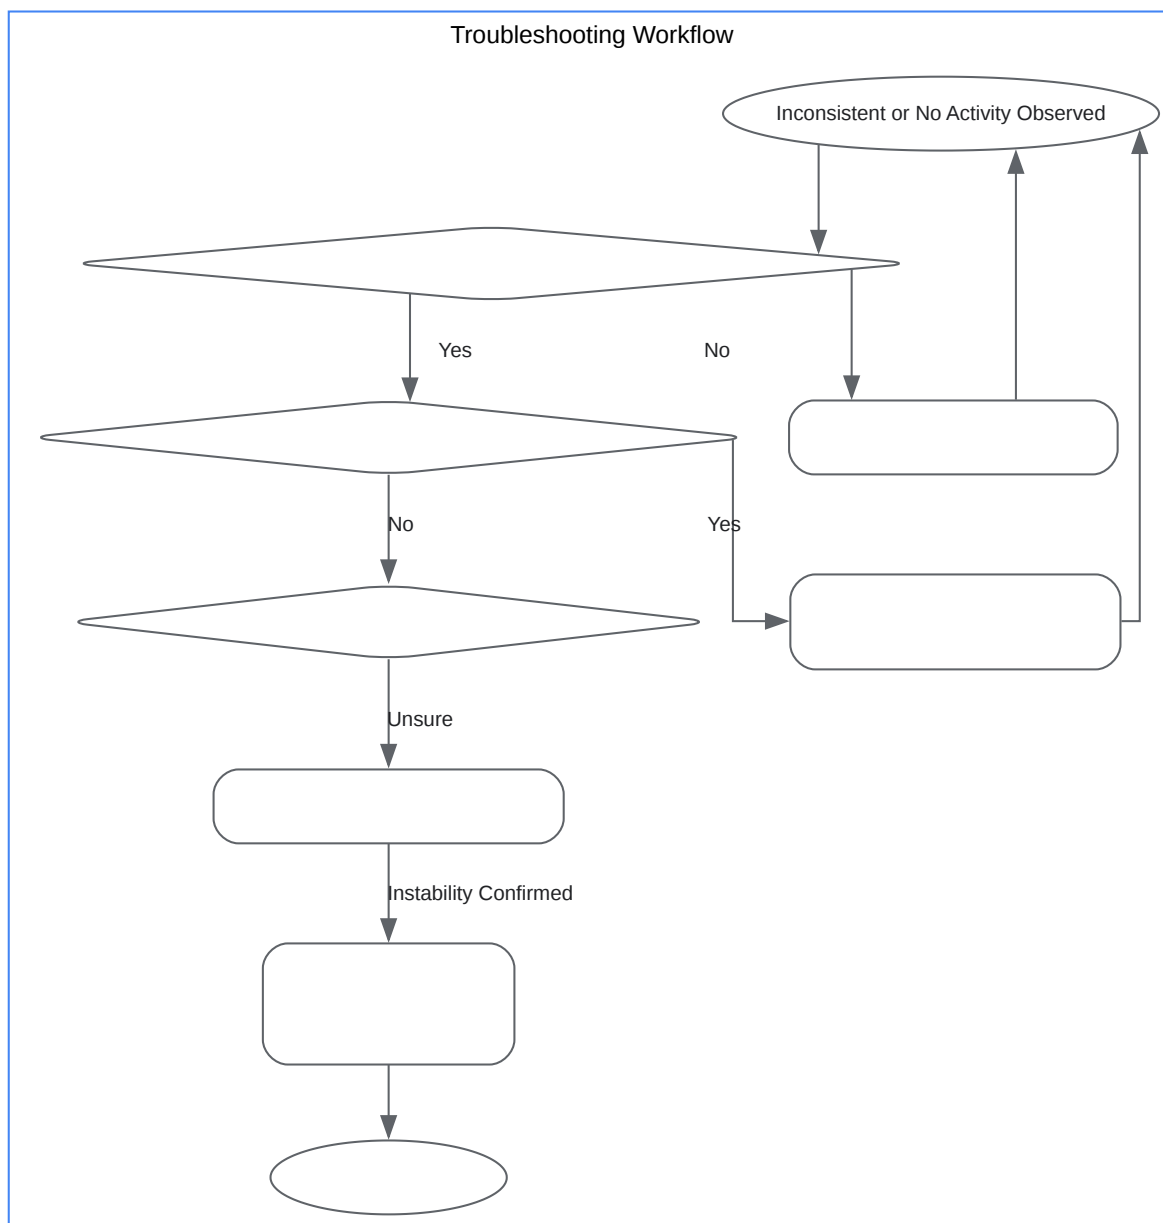 Troubleshooting Workflow
Inconsistent or No Activity Observed
Yes
No
No
Yes
Unsure
Instability Confirmed